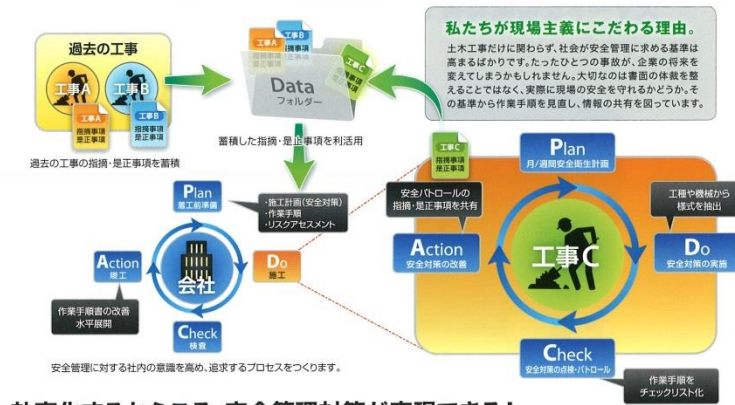 過去の工事
工事A
工事B
工事A
指摘事項
是正事項
工事B
指摘事項
是正事項
過去の工事の指摘・是正事項を蓄積
工事A
工事B
指摘事項
工事C
Data
フォルダー
蓄積した指摘・是正事項を利活用
私たちが現場主義にこだわる理由。
土木工事だけに関わらず、社会が安全管理に求める基準は
高まるばかりです。たったひとつの事故が、企業の将来を
変えてしまうかもしれません。大切なのは書面の体裁を整
えることではなく、実際に現場の安全を守れるかどうか。そ
の基準から作業手順を見直し、情報の共有を図っています。
Plan
着工前準備
・施工計画(安全対策)
・作業手順
・リスクアセスメント
Action
竣工
会社
Do
施工
作業手順書の改善
水平展開
Check
検査
安全管理に対する社内の意識を高め、追求するプロセスをつくります。
工事C
指摘事項
是正事項
Plan
月/週間安全衛生計画
安全パトロールの
指摘・是正事項を共有
工種や機械から
様式を抽出
Action
安全対策の改善
工事C
Do
安全対策の実施
Check
安全対策の点検・パトロール
作業手順を
チェックリスト化